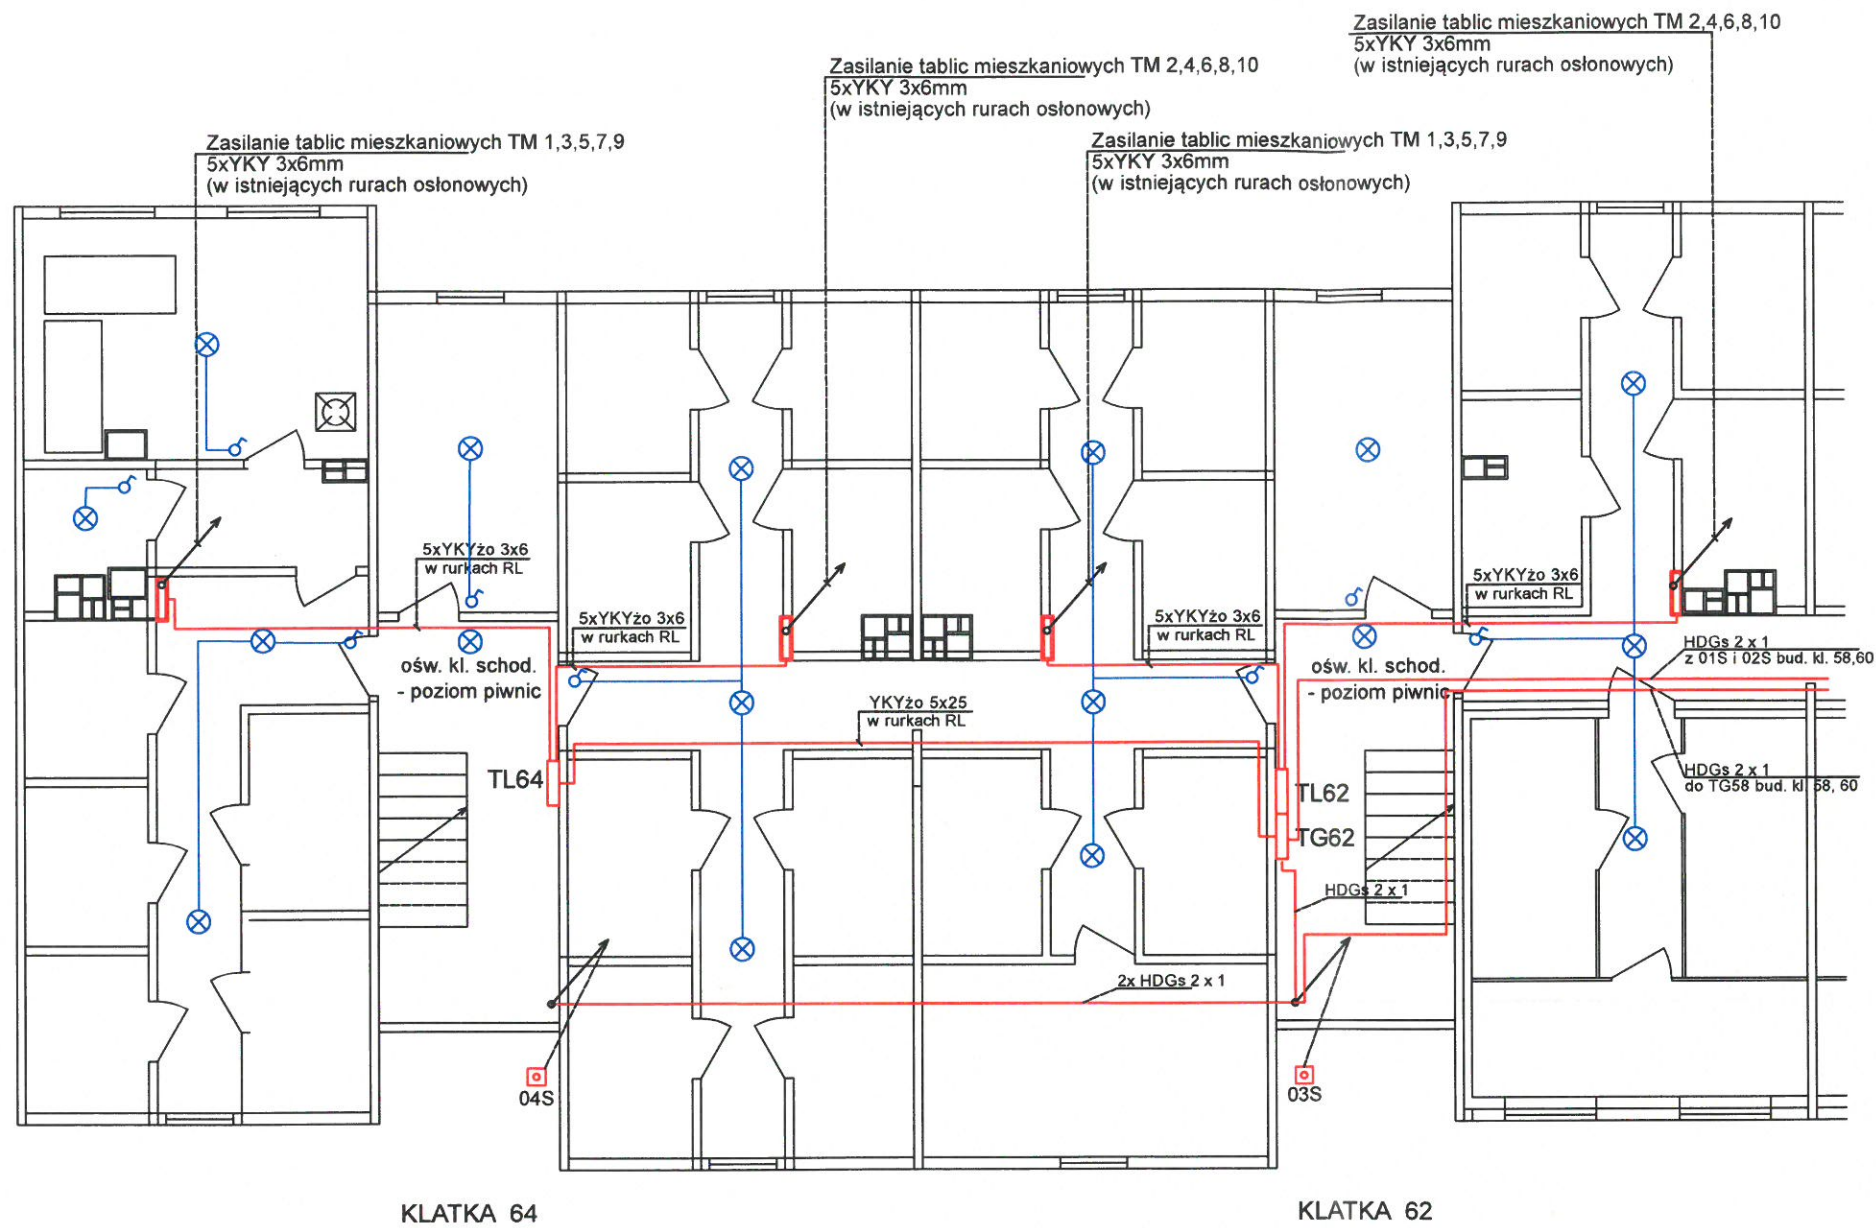 Zasilanie tablic mieszkaniowych TM 2,4,6,8,10
5xYKY 3x6mm
(w istniejących rurach osłonowych)
Zasilanie tablic mieszkaniowych TM 2,4,6,8,10
5xYKY 3x6mm
(w istniejących rurach osłonowych)
Zasilanie tablic mieszkaniowych TM 1,3,5,7,9
5xYKY 3x6mm
(w istniejących rurach osłonowych)
Zasilanie tablic mieszkaniowych TM 1,3,5,7,9
5xYKY 3x6mm
(w istniejących rurach osłonowych)
5xYKYżo 3x6
w rurkach RL
5xYKYżo 3x6
w rurkach RL
5xYKYżo 3x6
w rurkach RL
5xYKYżo 3x6
w rurkach RL
HDGs 2 x 1
z 01S i 02S bud. kl. 58,60
ośw. kl. schod.
- poziom piwnic
ośw. kl. schod.
- poziom piwnic
YKYżo 5x25
w rurkach RL
HDGs 2 x 1
do TG58 bud. kl. 58, 60
TL64
TL62
TG62
HDGs 2 x 1
2x HDGs 2 x 1
04S
03S
KLATKA 64
KLATKA 62